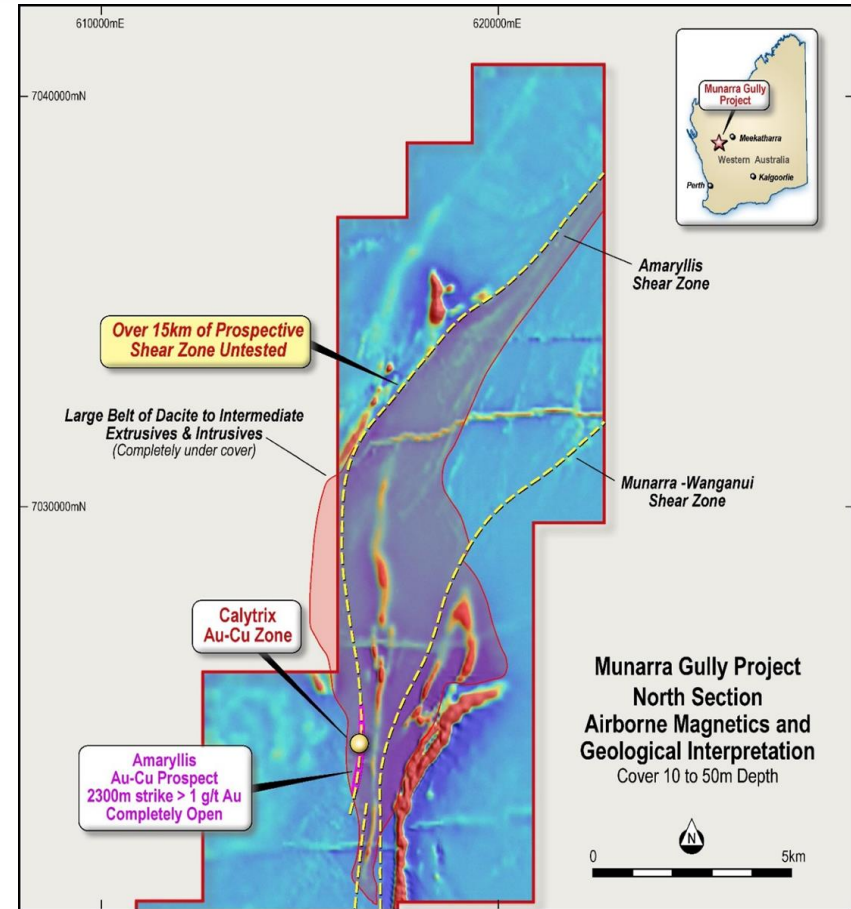 610000mE
620000mE
7040000mN
Munarra Gully
Project
Meekatharra
Western Australia
Kalgoorlie
Perth
Amaryllis
Shear Zone
Over 15km of Prospective
Shear Zone Untested
Large Belt of Dacite to Intermediate
Extrusives & Intrusives
(Completely under cover)
Munarra -Wanganui
Shear Zone
7030000mN
Calytrix
Au-Cu Zone
Munarra Gully Project
North Section
Airborne Magnetics and
Geological Interpretation
Cover 10 to 50m Depth
Amaryllis
Au-Cu Prospect
2300m strike > 1 g/t Au
Completely Open
N
0
5km